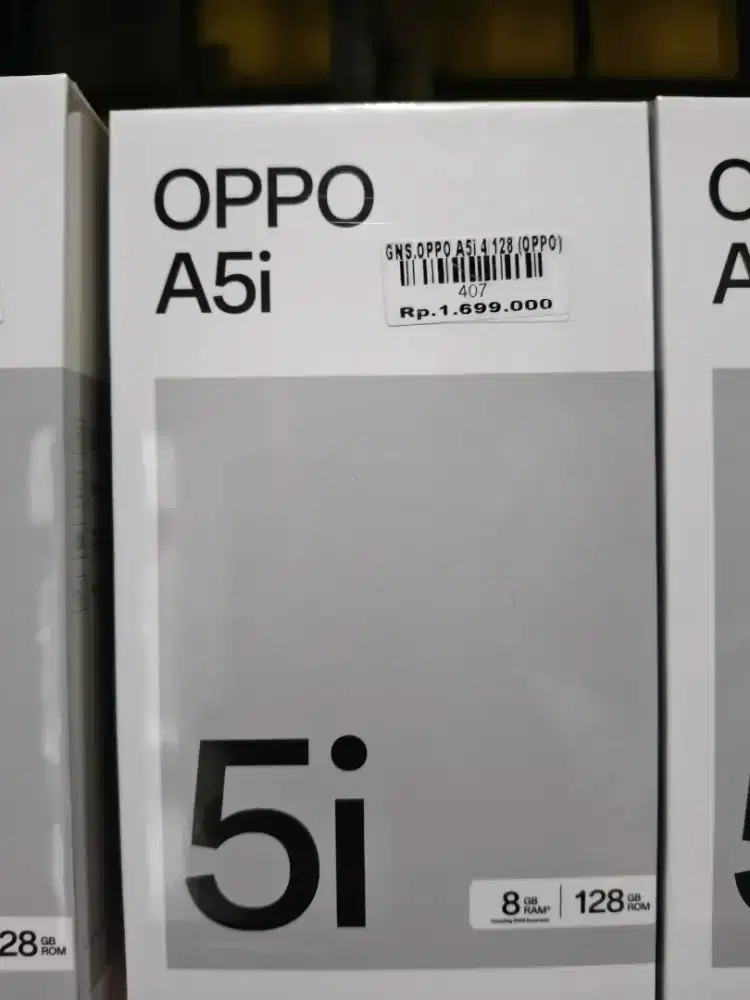 OPPO
A5i
GNS.OPPO A5i 4 128 (OPPO)
407
Rp.1.699.000
5i
8 GB RAM* 128 GB ROM
28 GB ROM
O
A